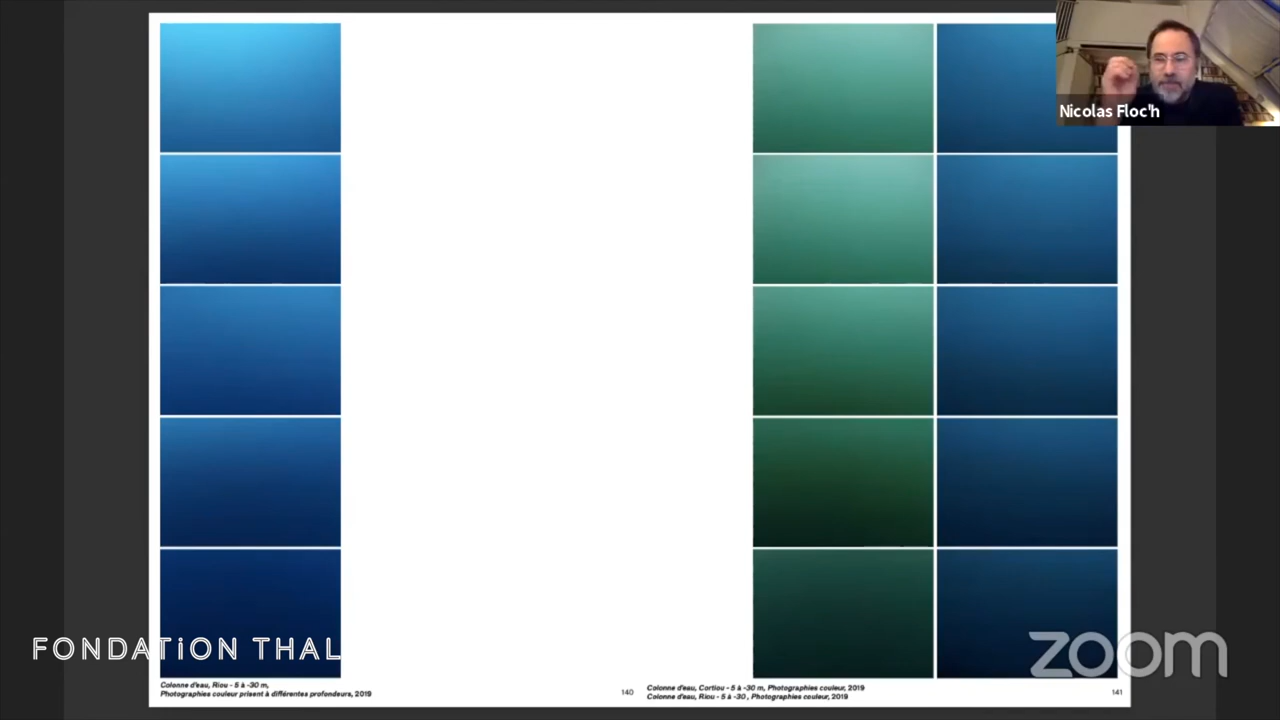 Nicolas Floc'h
FONDATiON THAL
zoom
Colonne d'eau, Riou - 5 à -30 m,
Photographies couleur prisent à différentes profondeurs, 2019
140
Colonne d'eau, Cortiou - 5 à -30 m, Photographies couleur, 2019
Colonne d'eau, Riou - 5 à -30 , Photographies couleur, 2019
141